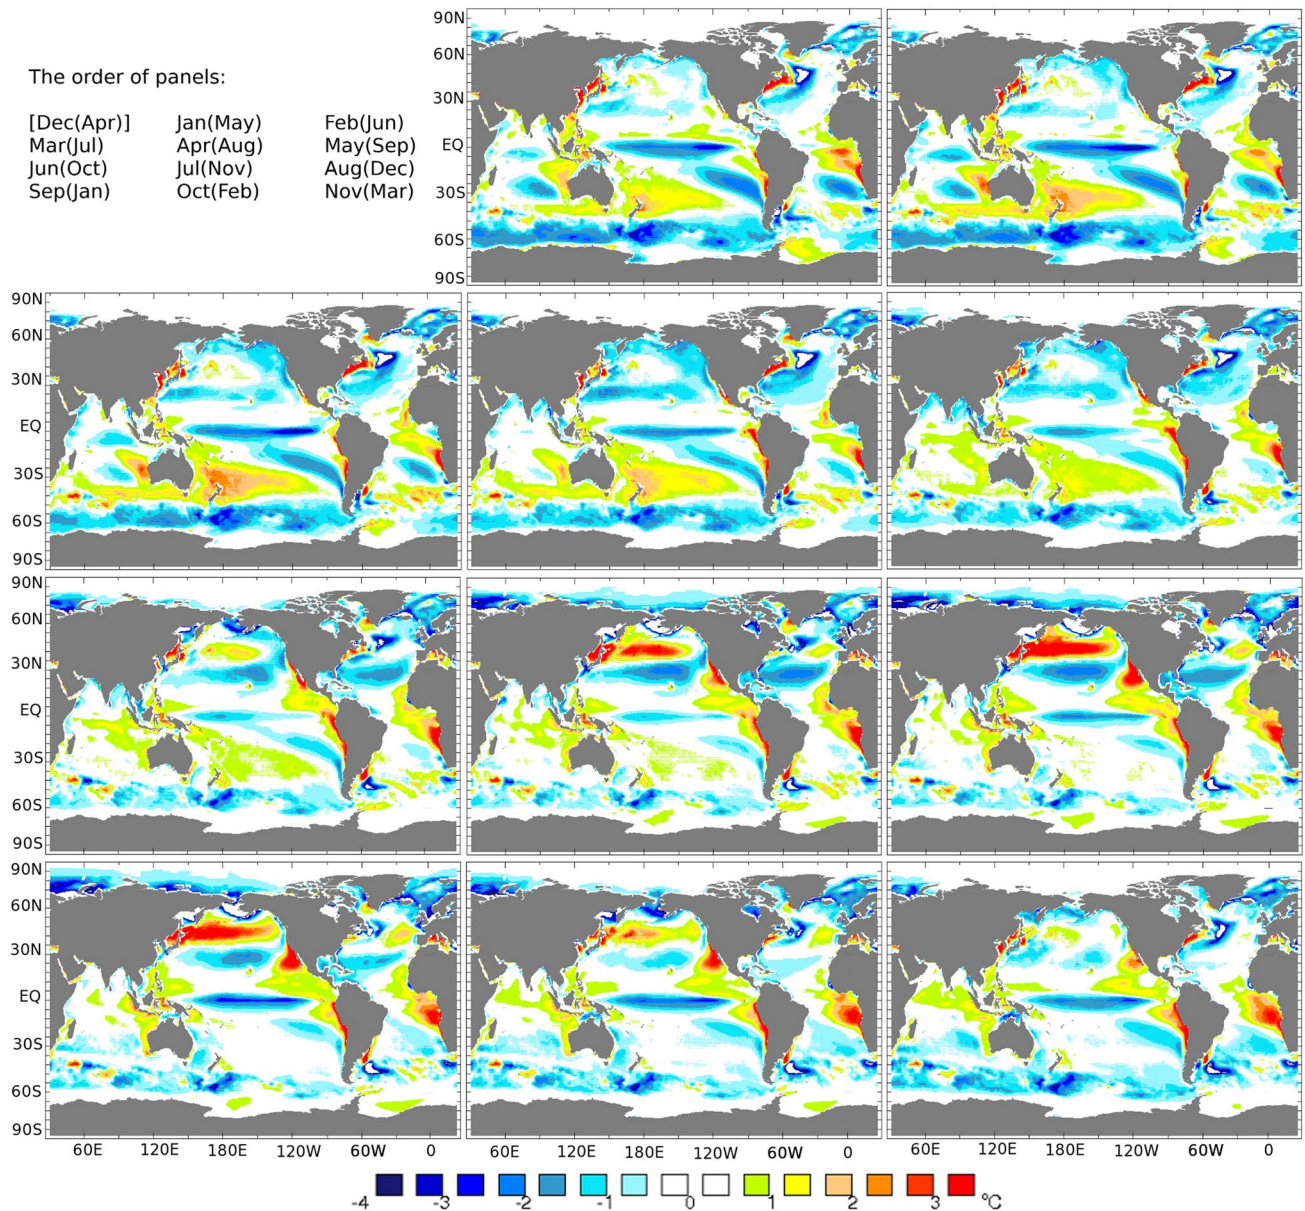 The order of panels:
[Dec(Apr)] Jan(May) Feb(Jun)
Mar(Jul) Apr(Aug) May(Sep)
Jun(Oct) Jul(Nov) Aug(Dec)
Sep(Jan) Oct(Feb) Nov(Mar)
90N
60N
30N
EQ
30S
60S
90S
90N
60N
30N
EQ
30S
60S
90S
90N
60N
30N
EQ
30S
60S
90S
90N
60N
30N
EQ
30S
60S
90S
60E 120E 180E 120W 60W 0 60E 120E 180E 120W 60W 0 60E 120E 180E 120W 60W 0
-4 -3 -2 -1 0 1 2 3 °C